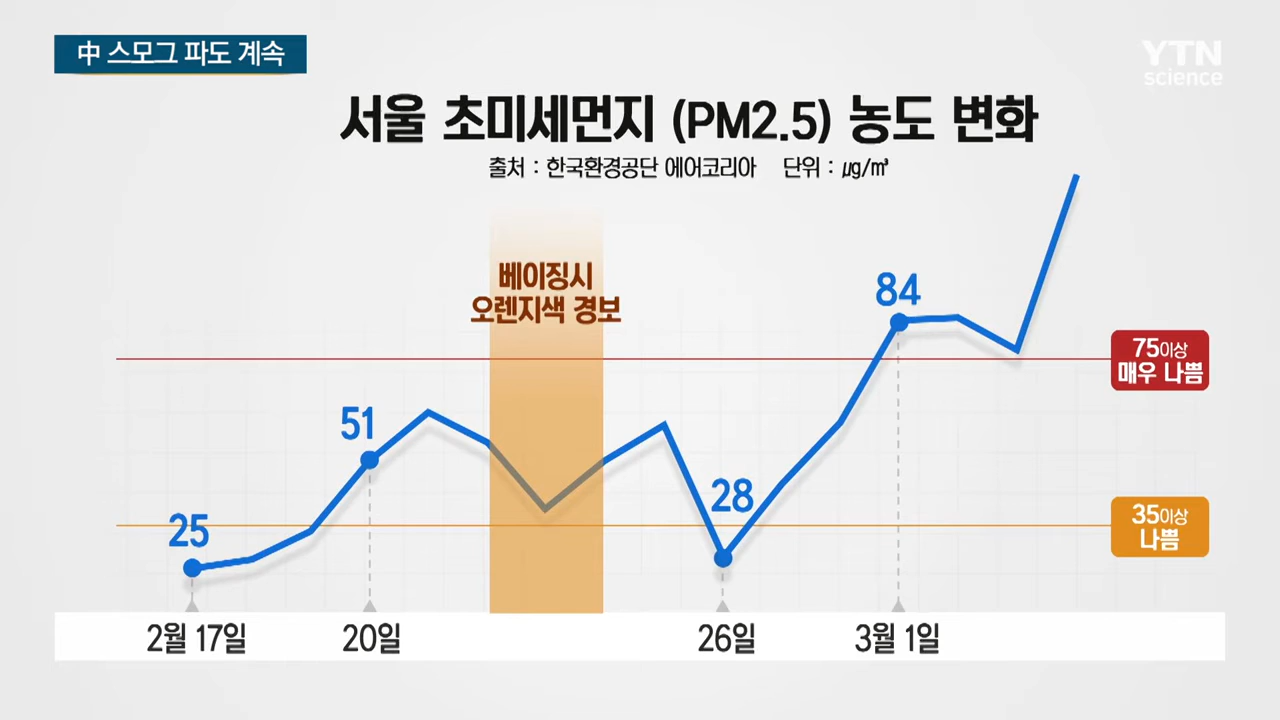 中 스모그 파도 계속
YTN
science
서울 초미세먼지 (PM2.5) 농도 변화
출처 : 한국환경공단 에어코리아 단위 : ㎍/㎥
베이징시
오렌지색 경보
84
75이상
매우 나쁨
51
28
25
35이상
나쁨
2월 17일
20일
26일
3월 1일